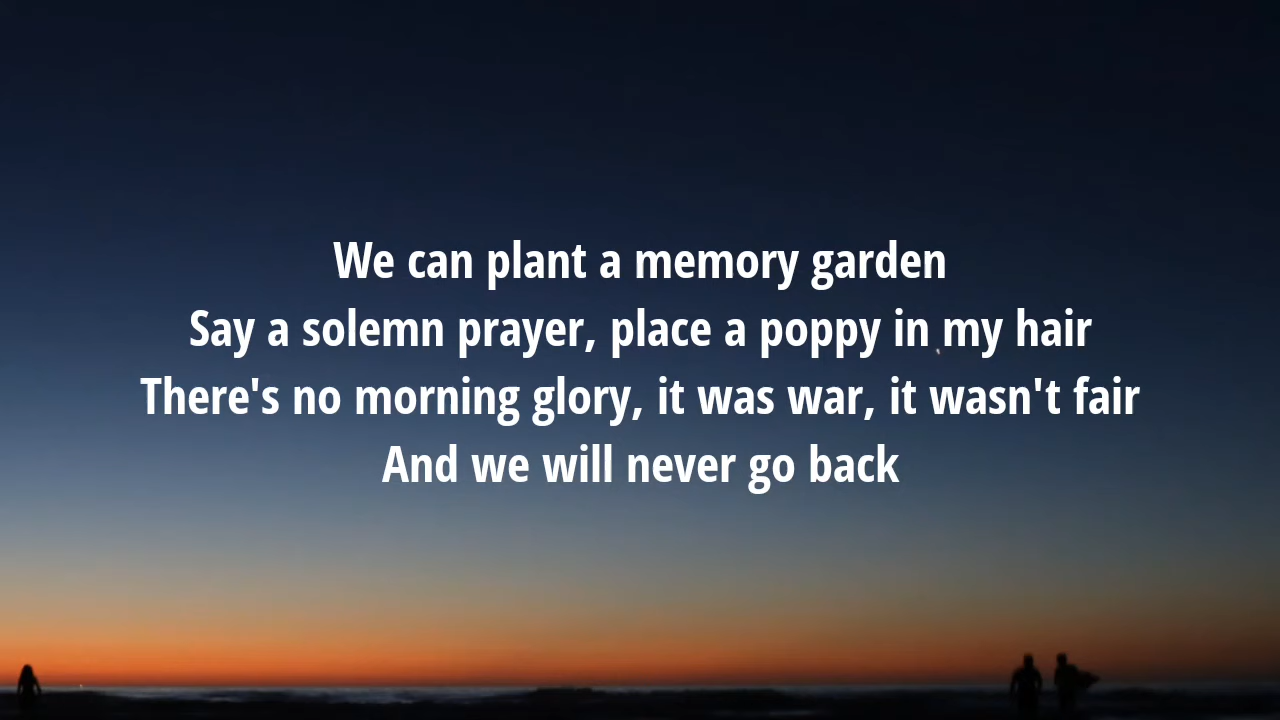 We can plant a memory garden
Say a solemn prayer, place a poppy in my hair
There's no morning glory, it was war, it wasn't fair
And we will never go back